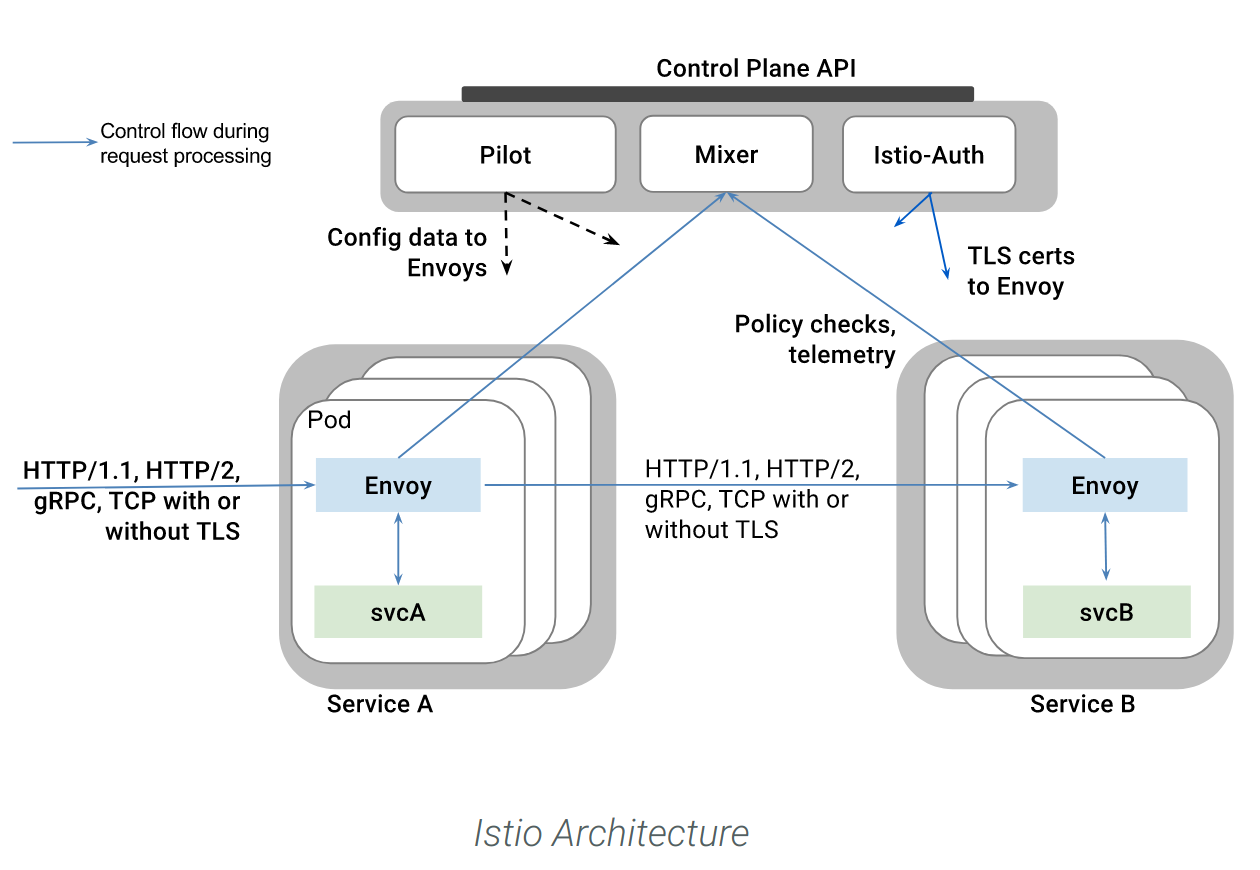 Control Plane API
Control flow during
request processing
Pilot
Mixer
Istio-Auth
Config data to
Envoys
TLS certs
to Envoy
Policy checks,
telemetry
Pod
HTTP/1.1, HTTP/2,
gRPC, TCP with or
without TLS
Envoy
HTTP/1.1, HTTP/2,
gRPC, TCP with or
without TLS
Envoy
svcA
svcB
Service A
Service B
Istio Architecture